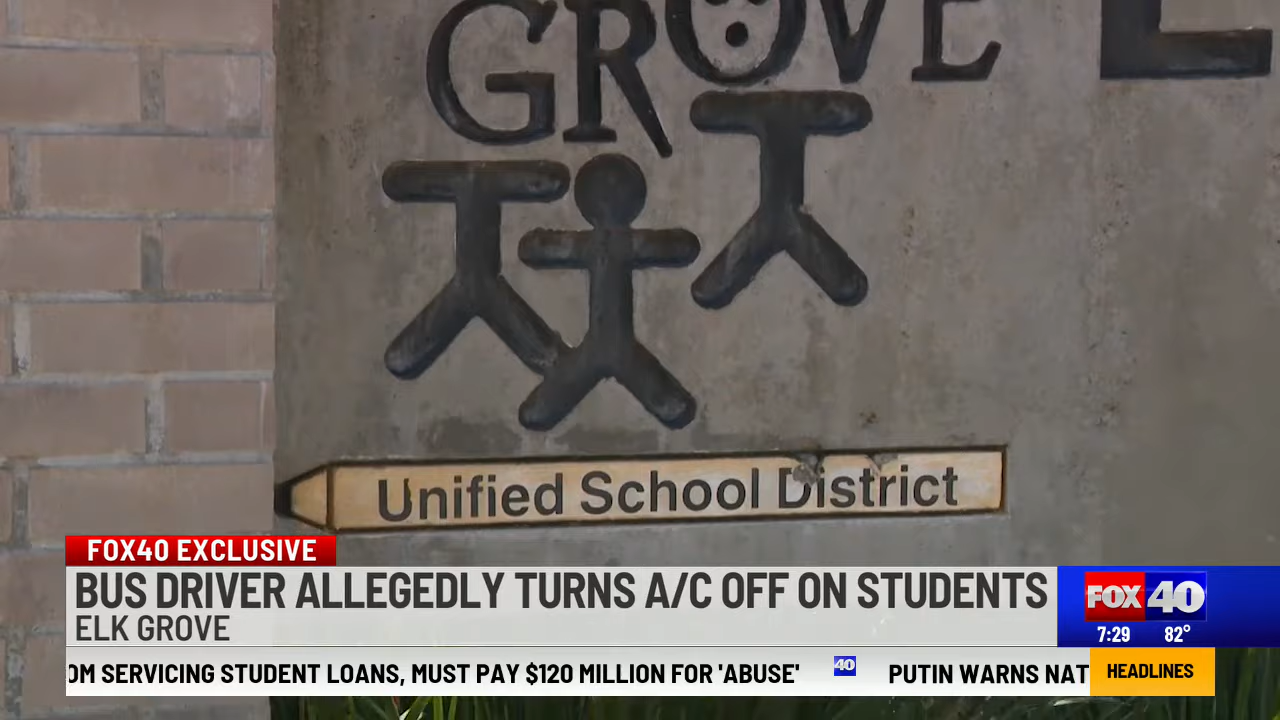 GROVE
E
Unified School District
FOX40 EXCLUSIVE
BUS DRIVER ALLEGEDLY TURNS A/C OFF ON STUDENTS
ELK GROVE
FOX 40
7:29 82°
OM SERVICING STUDENT LOANS, MUST PAY $120 MILLION FOR 'ABUSE' 40 PUTIN WARNS NAT
HEADLINES